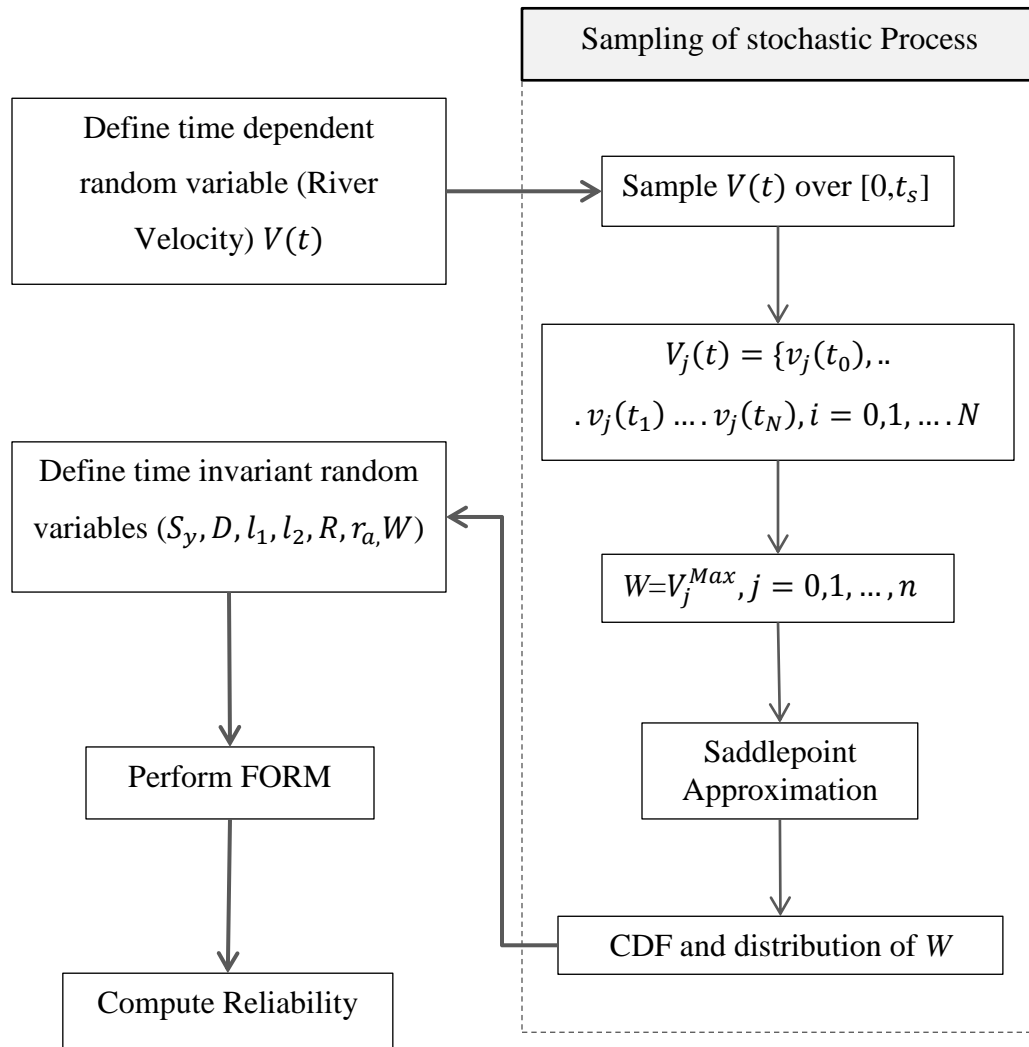 Sampling of stochastic Process
Define time dependent
random variable (River
Velocity) V(t)
Sample V(t) over [0,t_s]
V_j(t) = {v_j(t_0), ..
. v_j(t_1) .... v_j(t_N), i = 0,1, .... N
Define time invariant random
variables (S_y, D, l_1, l_2, R, r_a, W)
W=V_j^{Max}, j = 0,1, ..., n
Saddlepoint
Approximation
Perform FORM
CDF and distribution of W
Compute Reliability